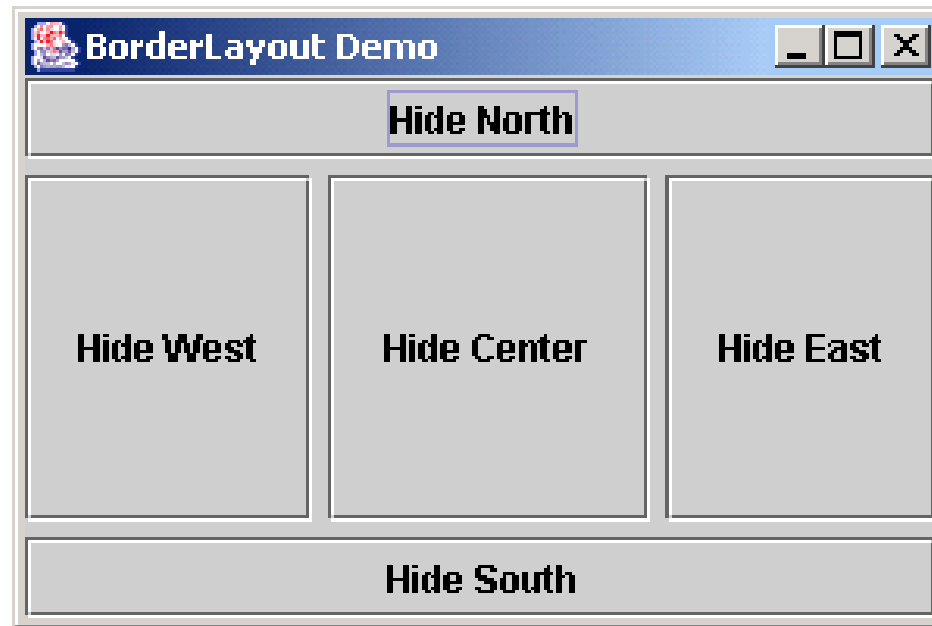 BorderLayout Demo
Hide North
Hide West
Hide Center
Hide East
Hide South